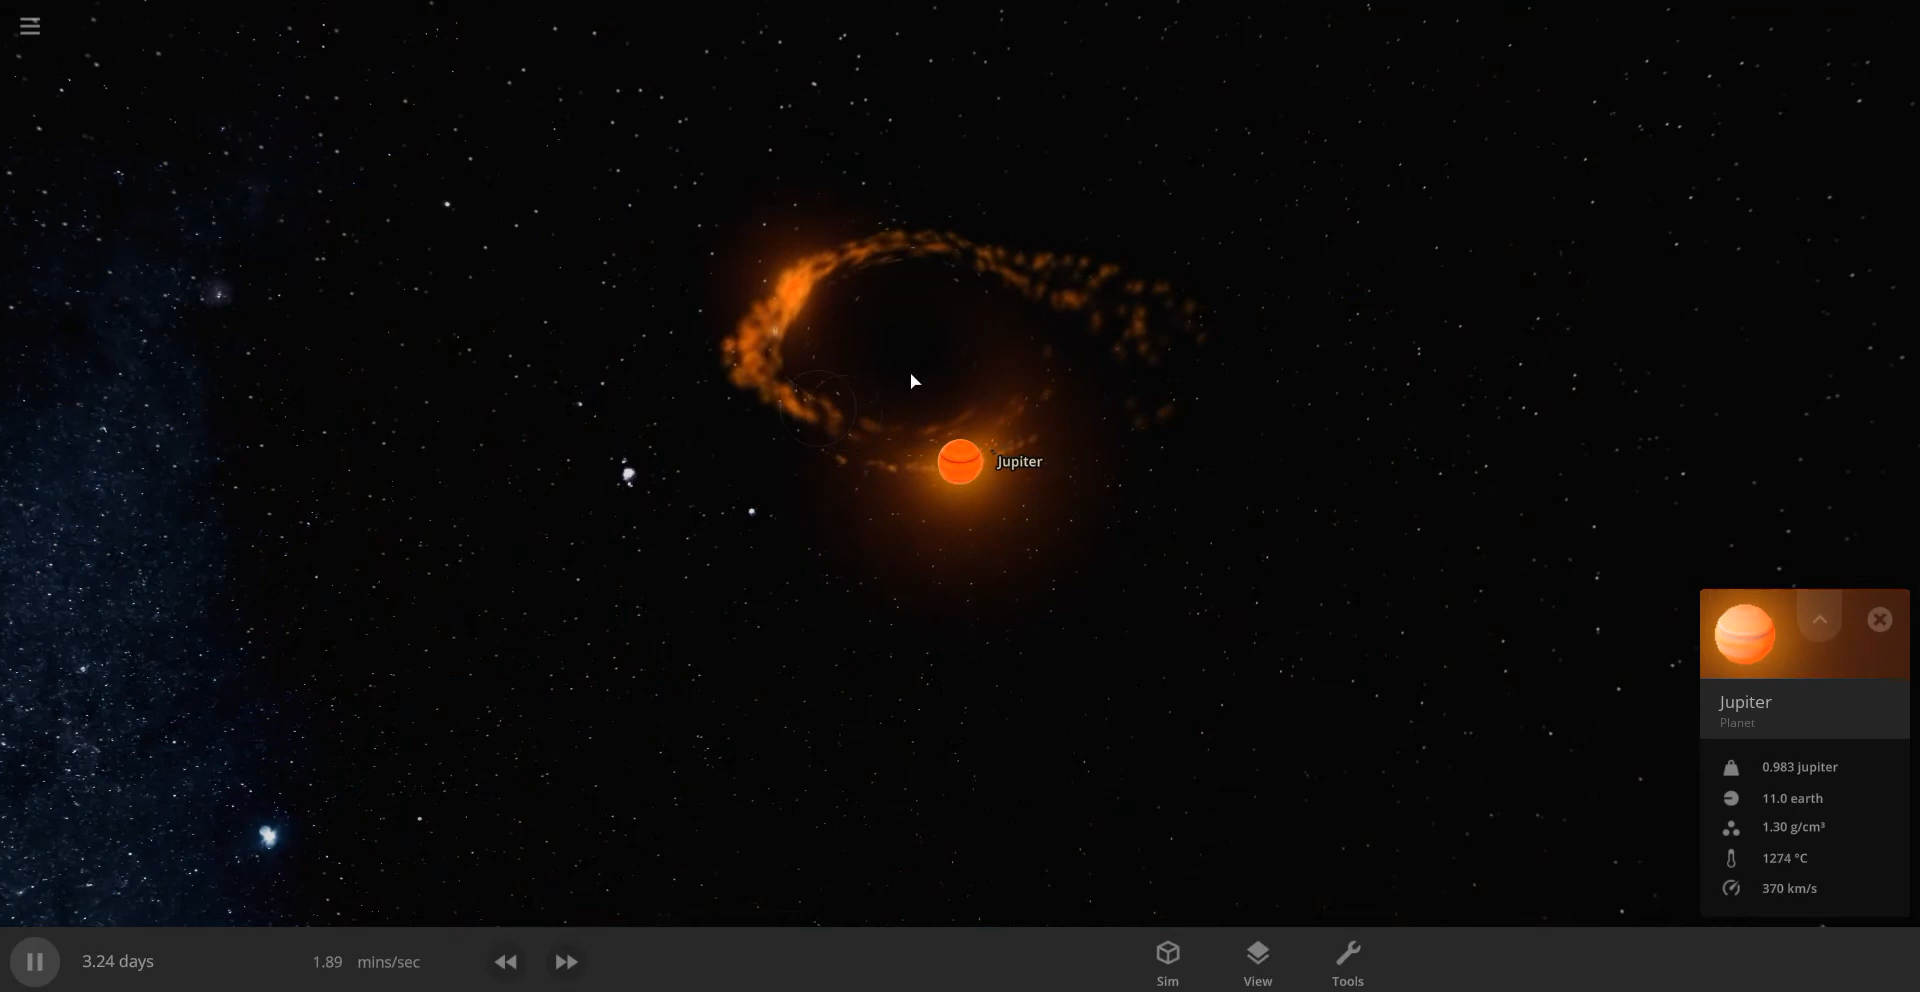 Jupiter
Jupiter
Planet
0.983 jupiter
11.0 earth
1.30 g/cm³
1274 °C
370 km/s
3.24 days
1.89 mins/sec
Sim
View
Tools